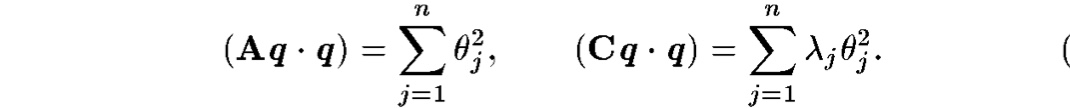 (𝐀𝒒 · 𝒒) = ∑_{j=1}^{n} θ_j^2, (𝐂𝒒 · 𝒒) = ∑_{j=1}^{n} λ_j θ_j^2. (